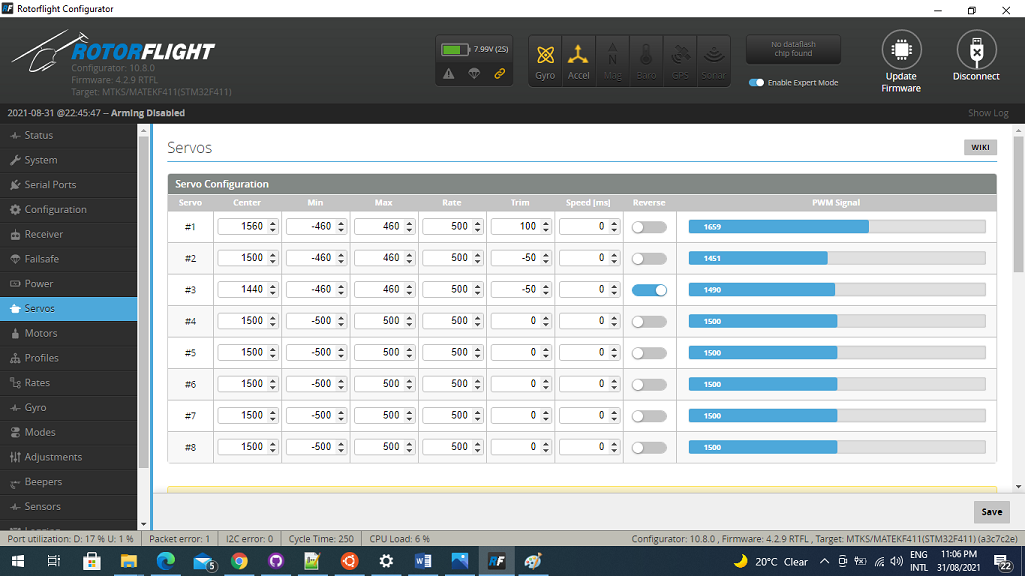 Rotorflight Configurator
ROTORFLIGHT
Configurator: 10.8.0
Firmware: 4.2.9 RTFL
Target: MTKS/MATEKF411(STM32F411)
7.99V (2S)
Gyro Accel Mag Baro GPS Sonar
No dataflash
chip found
Enable Expert Mode
Update
Firmware
Disconnect
2021-08-31 @22:45:47 -- Arming Disabled
Show Log
Status
System
Serial Ports
Configuration
Receiver
Failsafe
Power
Servos
Motors
Profiles
Rates
Gyro
Modes
Adjustments
Beepers
Sensors
Servos
WIKI
Servo Configuration
Servo Center Min Max Rate Trim Speed [ms] Reverse PWM Signal
#1 1560 -460 460 500 100 0 1659
#2 1500 -460 460 500 -50 0 1451
#3 1440 -460 460 500 -50 0 1490
#4 1500 -500 500 500 0 0 1500
#5 1500 -500 500 500 0 0 1500
#6 1500 -500 500 500 0 0 1500
#7 1500 -500 500 500 0 0 1500
#8 1500 -500 500 500 0 0 1500
Save
Port utilization: D: 17 % U: 1 % Packet error: 1 I2C error: 0 Cycle Time: 250 CPU Load: 6 % Configurator: 10.8.0 , Firmware: 4.2.9 RTFL , Target: MTKS/MATEKF411(STM32F411) (a3c7c2e)
5
W
RF
20°C Clear
ENG
INTL
11:06 PM
31/08/2021
22